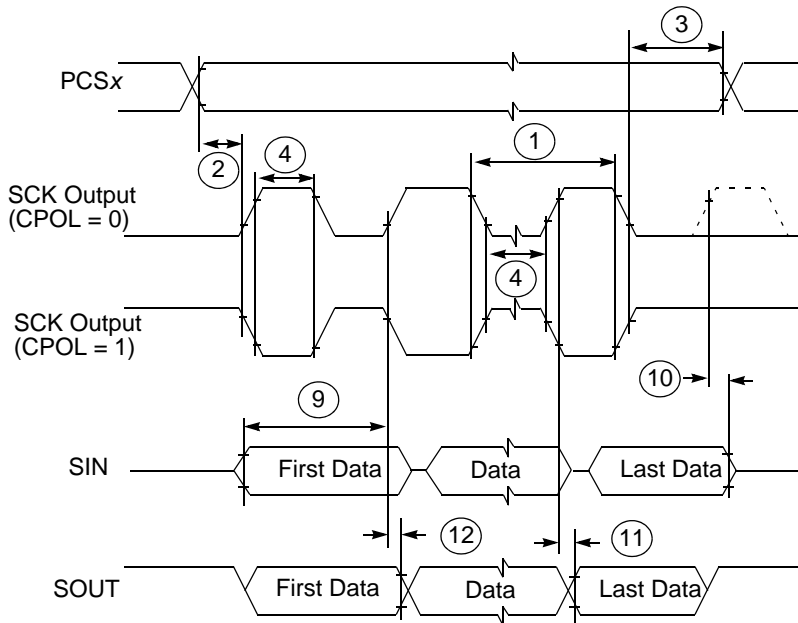 3
PCSx
2
4
1
SCK Output
(CPOL = 0)
4
SCK Output
(CPOL = 1)
10
9
SIN
First Data
Data
Last Data
12
11
SOUT
First Data
Data
Last Data